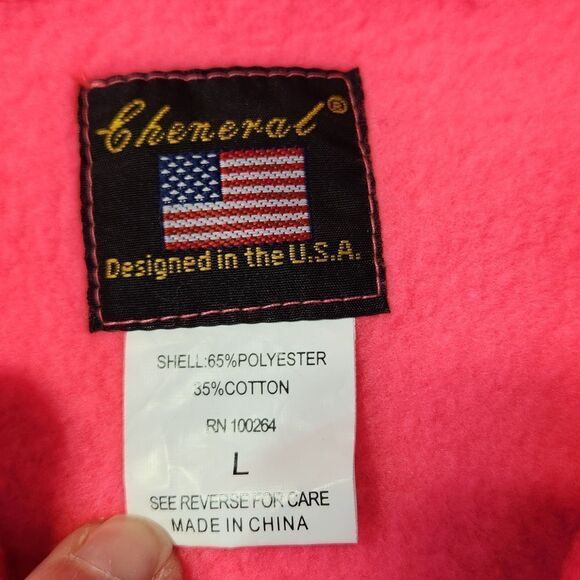 Cheneral®
Designed in the U.S.A.
SHELL:65%POLYESTER
35%COTTON
RN 100264
L
SEE REVERSE FOR CARE
MADE IN CHINA